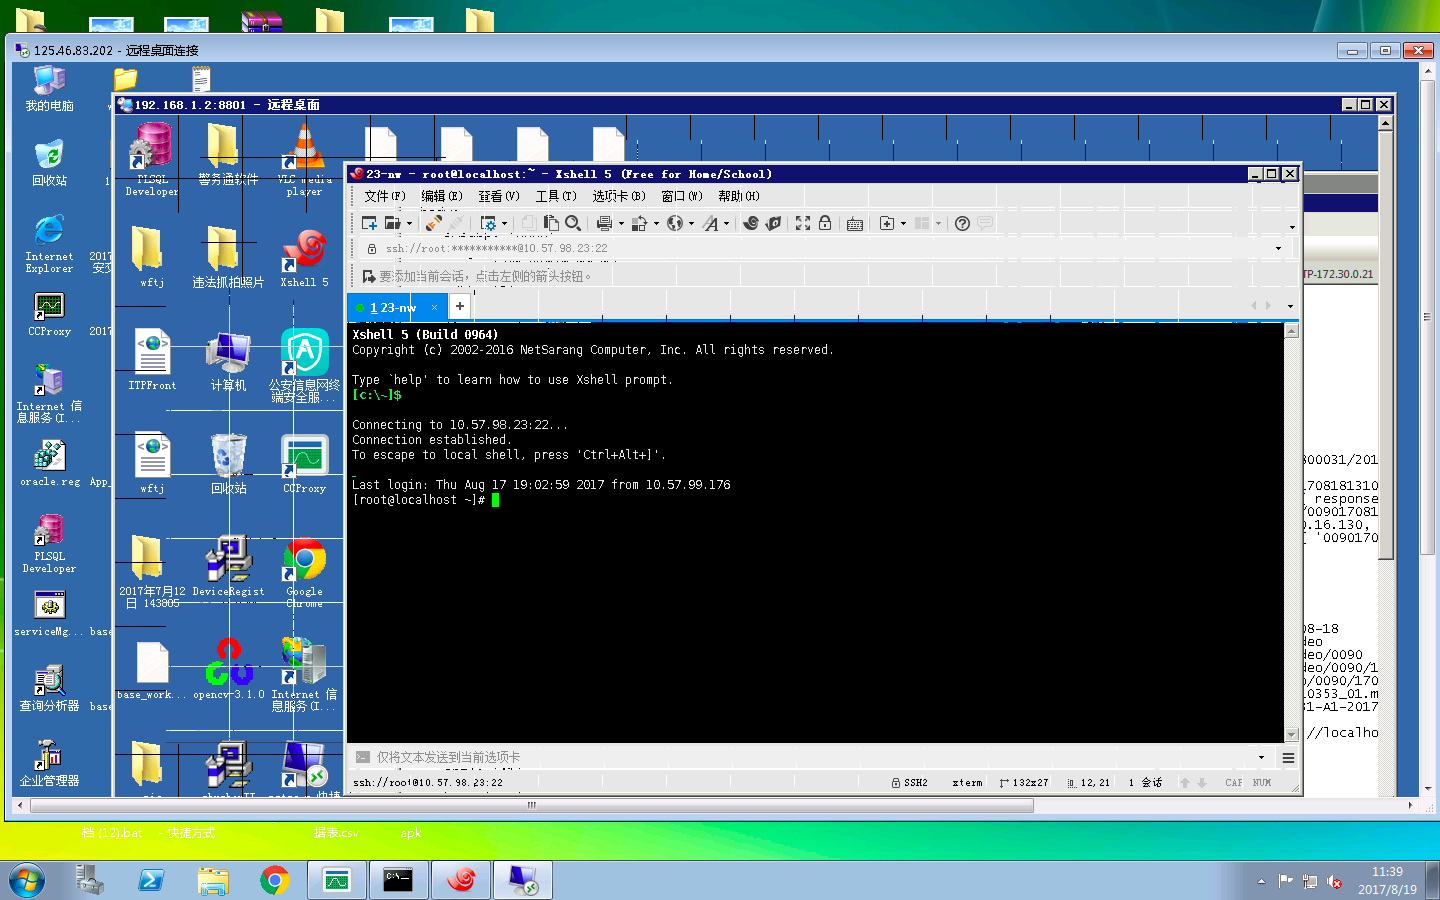 125.46.83.202 - 远程桌面连接
我的电脑
回收站
Internet Explorer
CCProxy
Internet 信息服务(I...
oracle.reg
PLSQL Developer
serviceMg...
查询分析器
企业管理器
2017
安交
2017
App_
base
base
192.168.1.2:8801 - 远程桌面
PLSQL Developer
警务通软件
VLC media player
wftj
违法抓拍照片
Xshell 5
ITPFront
计算机
公安信息网络终端安全服...
wftj
回收站
CCProxy
2017年7月12日 143805
DeviceRegist
Google Chrome
base_work...
opencv-3.1.0
Internet 信息服务(I...
23-nw - root@localhost:~ - Xshell 5 (Free for Home/School)
文件(F) 编辑(E) 查看(V) 工具(T) 选项卡(B) 窗口(W) 帮助(H)
ssh://root:***********@10.57.98.23:22
要添加当前会话，点击左侧的箭头按钮。
1 23-nw × +
Xshell 5 (Build 0964)
Copyright (c) 2002-2016 NetSarang Computer, Inc. All rights reserved.
Type `help' to learn how to use Xshell prompt.
[c:\~]$
Connecting to 10.57.98.23:22...
Connection established.
To escape to local shell, press 'Ctrl+Alt+]'.
Last login: Thu Aug 17 19:02:59 2017 from 10.57.99.176
[root@localhost ~]#
仅将文本发送到当前选项卡
ssh://root@10.57.98.23:22 SSH2 xterm 132x27 12,21 1 会话 CAP NUM
TP-172.30.0.21
300031/201
1708181310
response
/009017081
0.16.130,
[ '0090170
08-18
deo
deo/0090
deo/0090/1
o/0090/170
10353_01.m
31-A1-2017
//localho
档 (12).bat - 快捷方式 据表.csv apk
C:\
11:39
2017/8/19